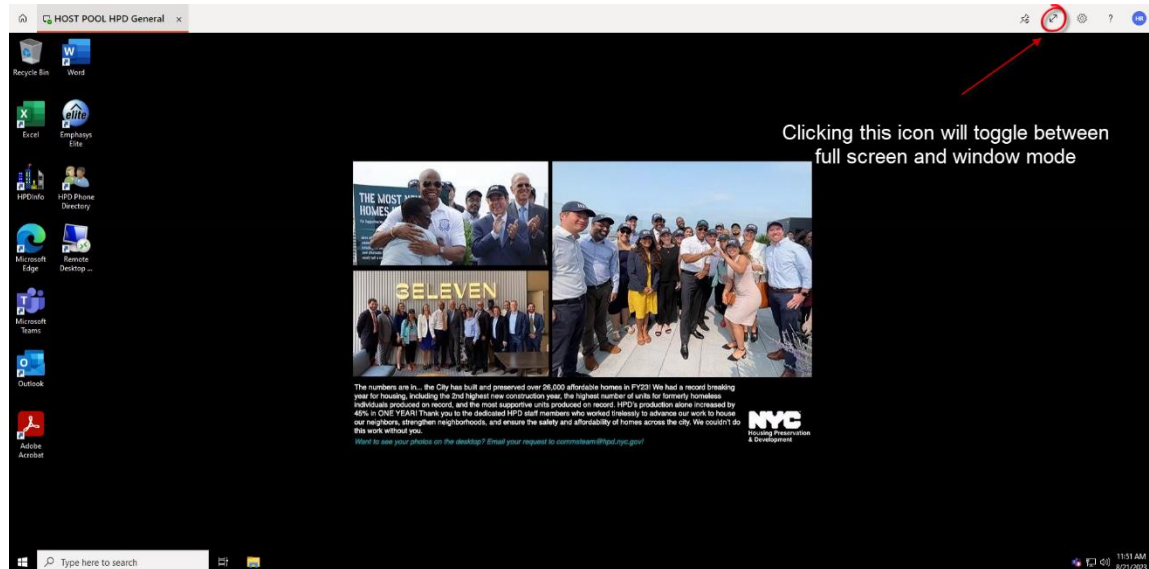 HOST POOL HPD General
?
HR
Recycle Bin
Word
Clicking this icon will toggle between
full screen and window mode
Excel
elite
Emphasys
Elite
HPDInfo
HPD Phone
Directory
Microsoft
Edge
Remote
Desktop ...
Microsoft
Teams
Outlook
Adobe
Acrobat
THE MOST
HOMES
3ELEVEN
The numbers are in... the City has built and preserved over 26,000 affordable homes in FY23! We had a record breaking
year for housing, including the 2nd highest new construction year, the highest number of units for formerly homeless
individuals produced on record, and the most supportive units produced on record. HPD's production alone increased by
45% in ONE YEAR! Thank you to the dedicated HPD staff members who worked tirelessly to advance our work to house
our neighbors, strengthen neighborhoods, and ensure the safety and affordability of homes across the city. We couldn't do
this work without you.
Want to see your photos on the desktop? Email your request to commsteam@hpd.nyc.gov!
NYC
Housing Preservation
& Development
Type here to search
11:51 AM
8/21/2023